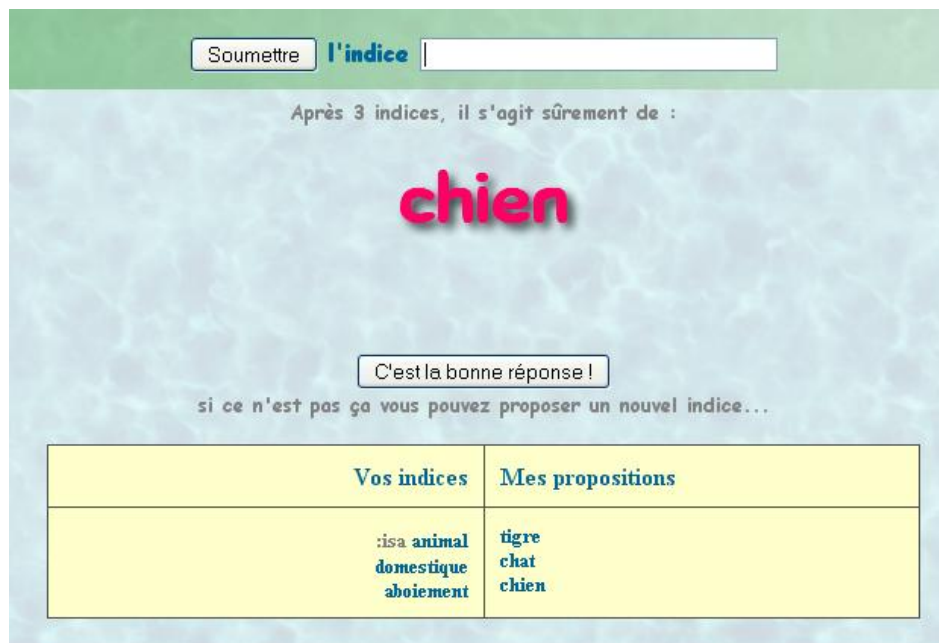 Soumettre l'indice
Après 3 indices, il s'agit sûrement de :
chien
C'est la bonne réponse !
si ce n'est pas ça vous pouvez proposer un nouvel indice...
Vos indices Mes propositions
:isa animal tigre
domestique chat
aboiement chien